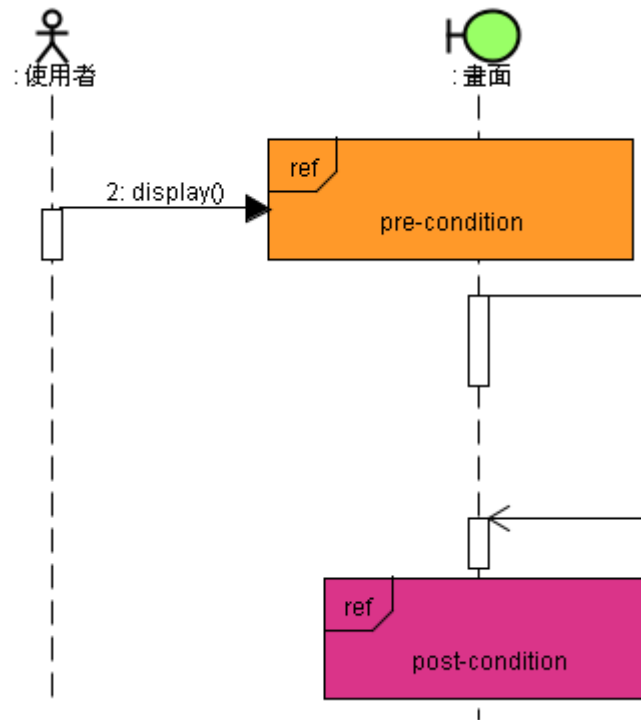 : 使用者
: 畫面
ref
2: display()
pre-condition
ref
post-condition